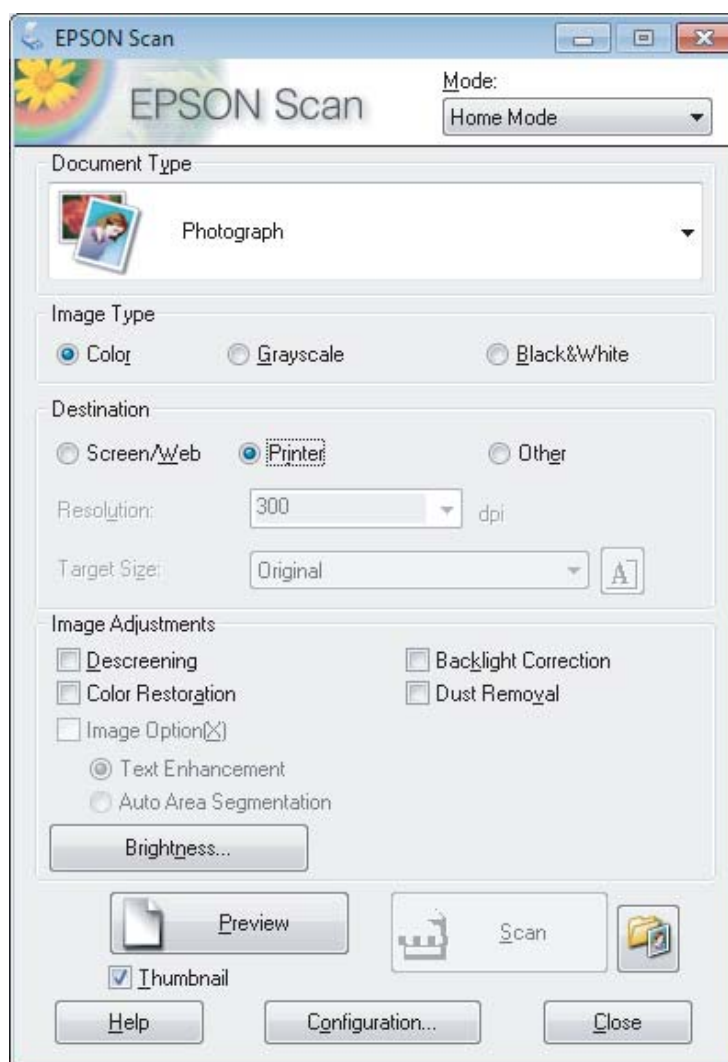 EPSON Scan
EPSON Scan
Mode:
Home Mode
Document Type
Photograph
Image Type
Color
Grayscale
Black&White
Destination
Screen/Web
Printer
Other
Resolution:
300
dpi
Target Size:
Original
A
Image Adjustments
Descreening
Backlight Correction
Color Restoration
Dust Removal
Image Option(X)
Text Enhancement
Auto Area Segmentation
Brightness...
Preview
Scan
Thumbnail
Help
Configuration...
Close